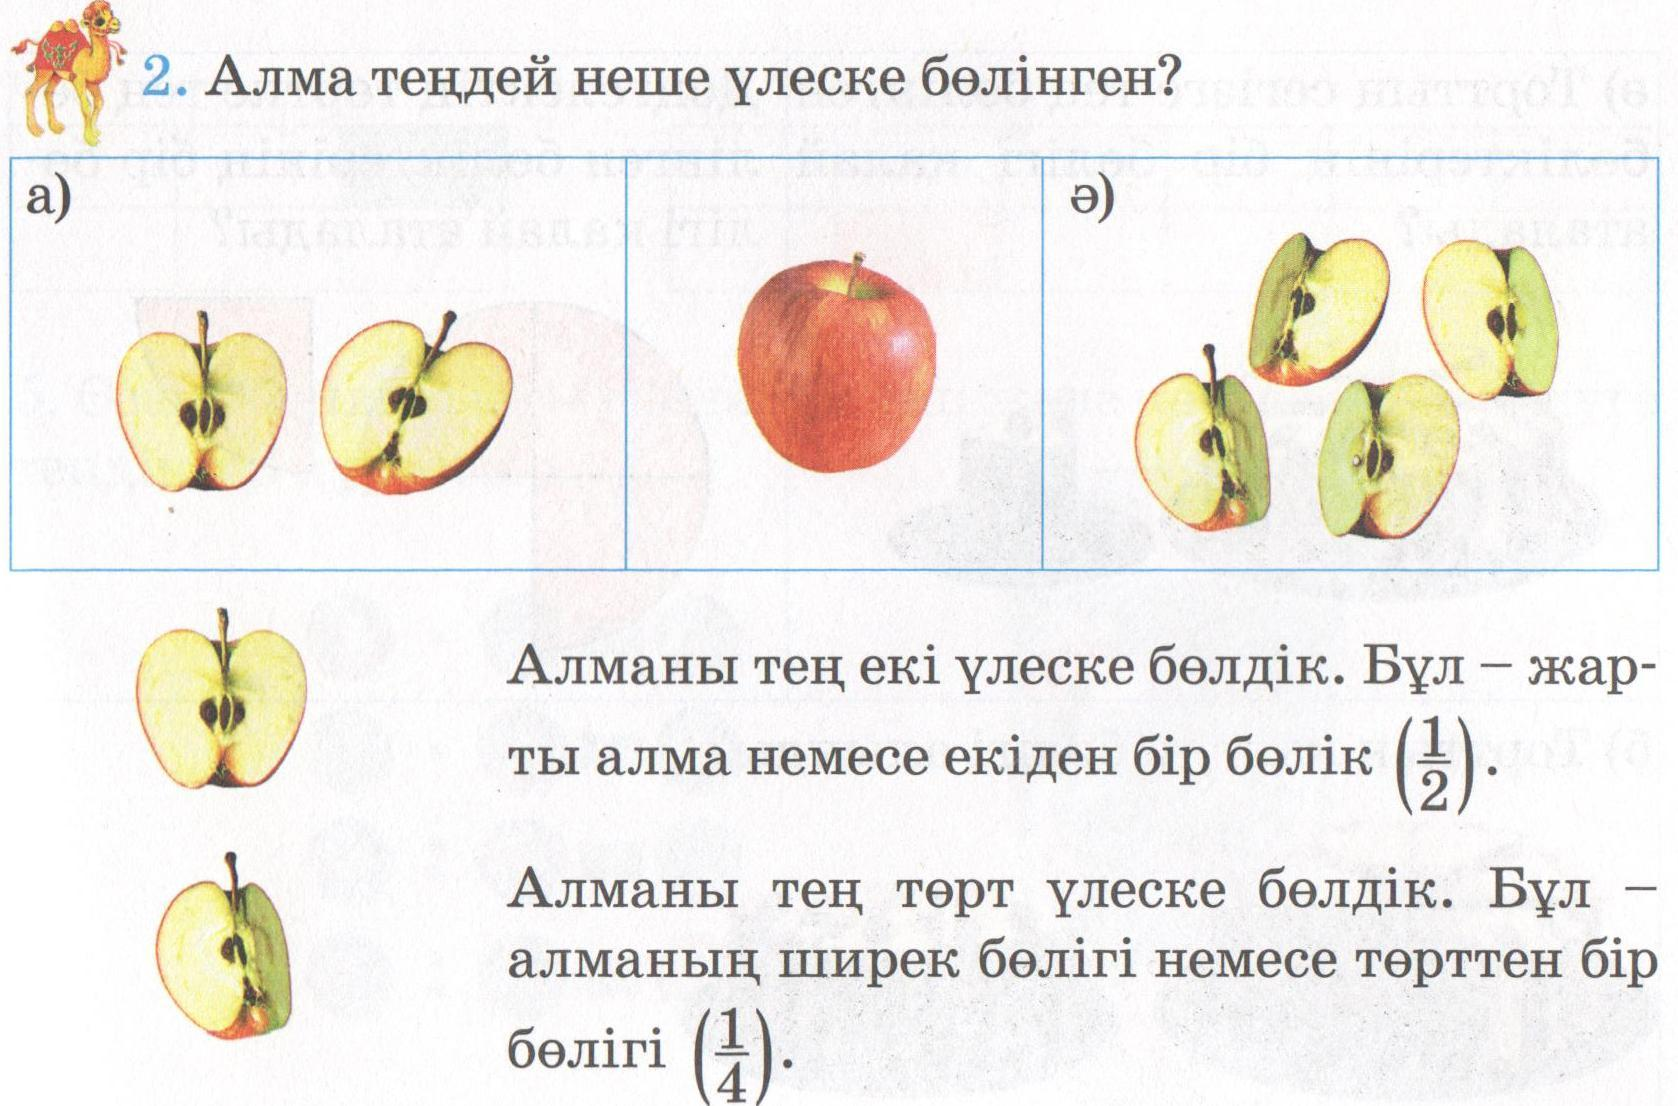 2. Алма теңдей неше үлеске бөлінген?
а)
ә)
Алманы тең екі үлеске бөлдік. Бұл – жар-
ты алма немесе екіден бір бөлік (1/2).
Алманы тең төрт үлеске бөлдік. Бұл –
алманың ширек бөлігі немесе төрттен бір
бөлігі (1/4).